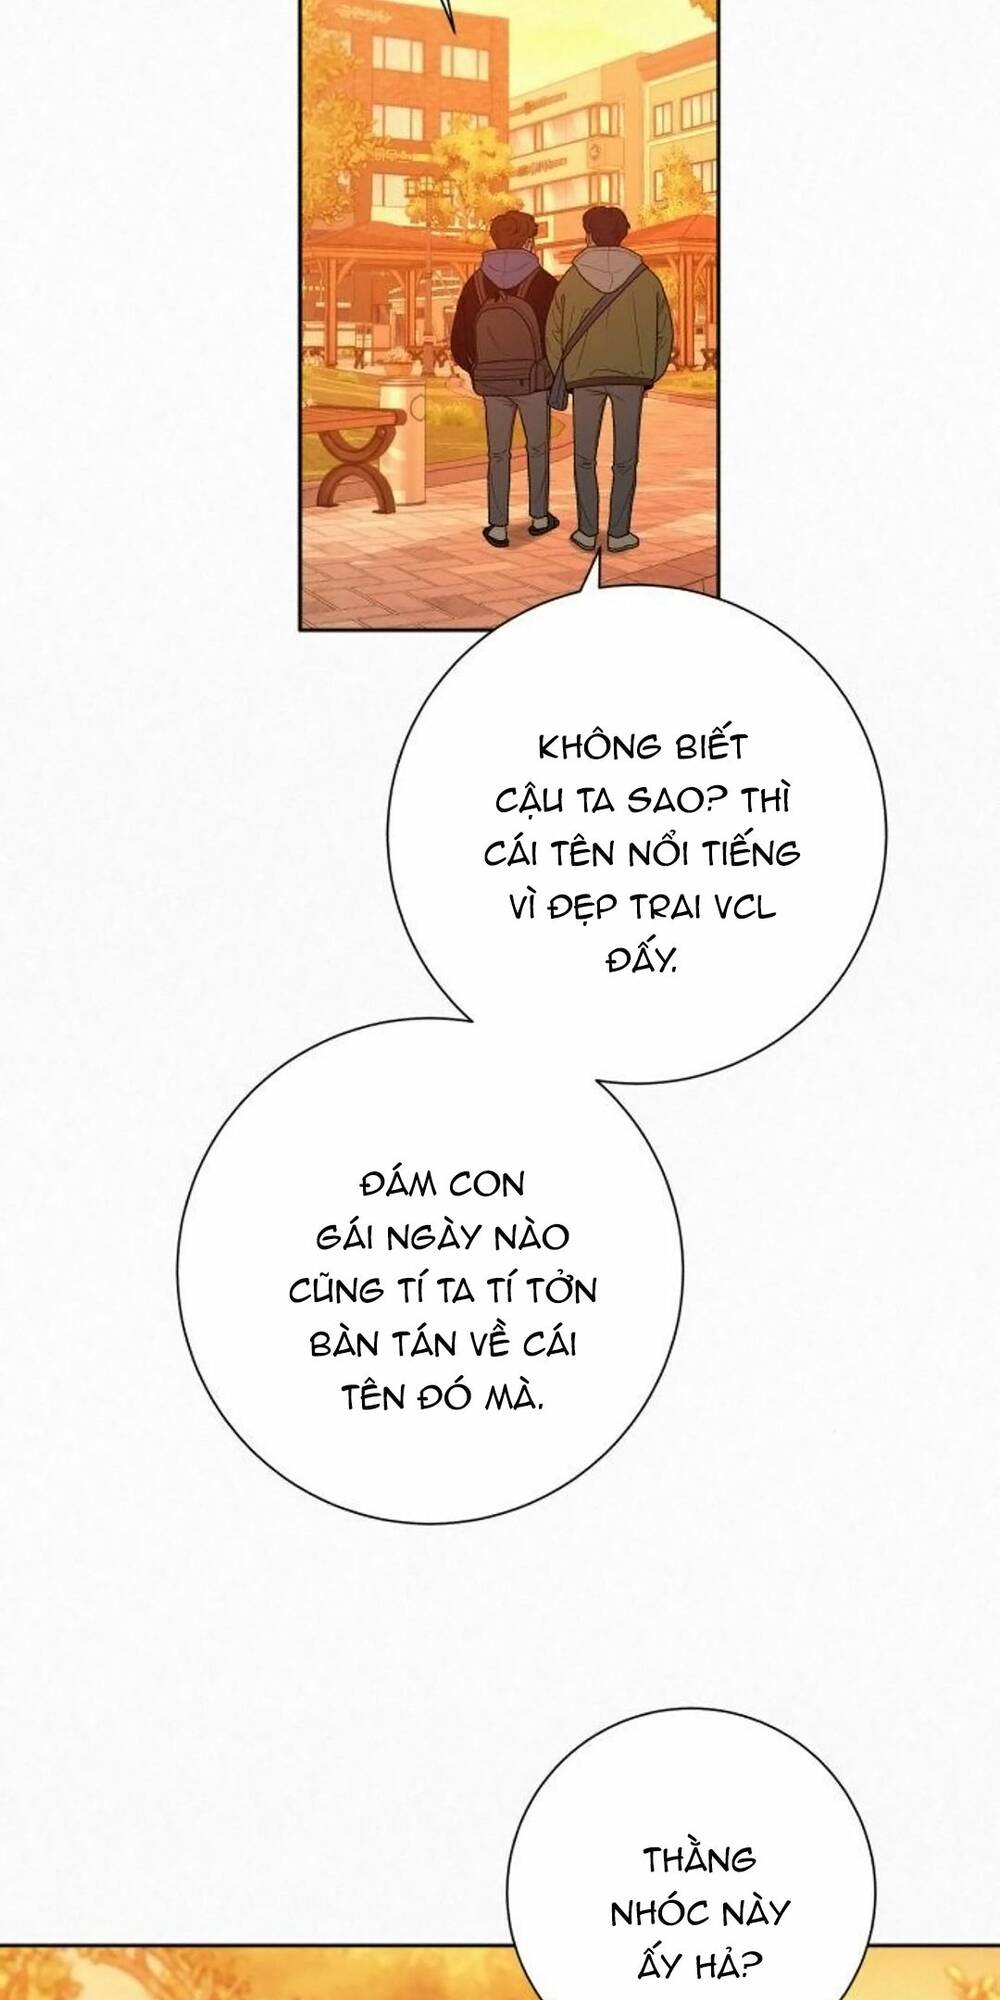 KHÔNG BIẾT
CẬU TA SAO? THÌ
CÁI TÊN NỔI TIẾNG
VÌ ĐẸP TRAI VCL
ĐẤY.
ĐÁM CON
GÁI NGÀY NÀO
CŨNG TÍ TA TÍ TỞN
BÀN TÁN VỀ CÁI
TÊN ĐÓ MÀ.
THẰNG
NHÓC NÀY
ẤY HẢ?